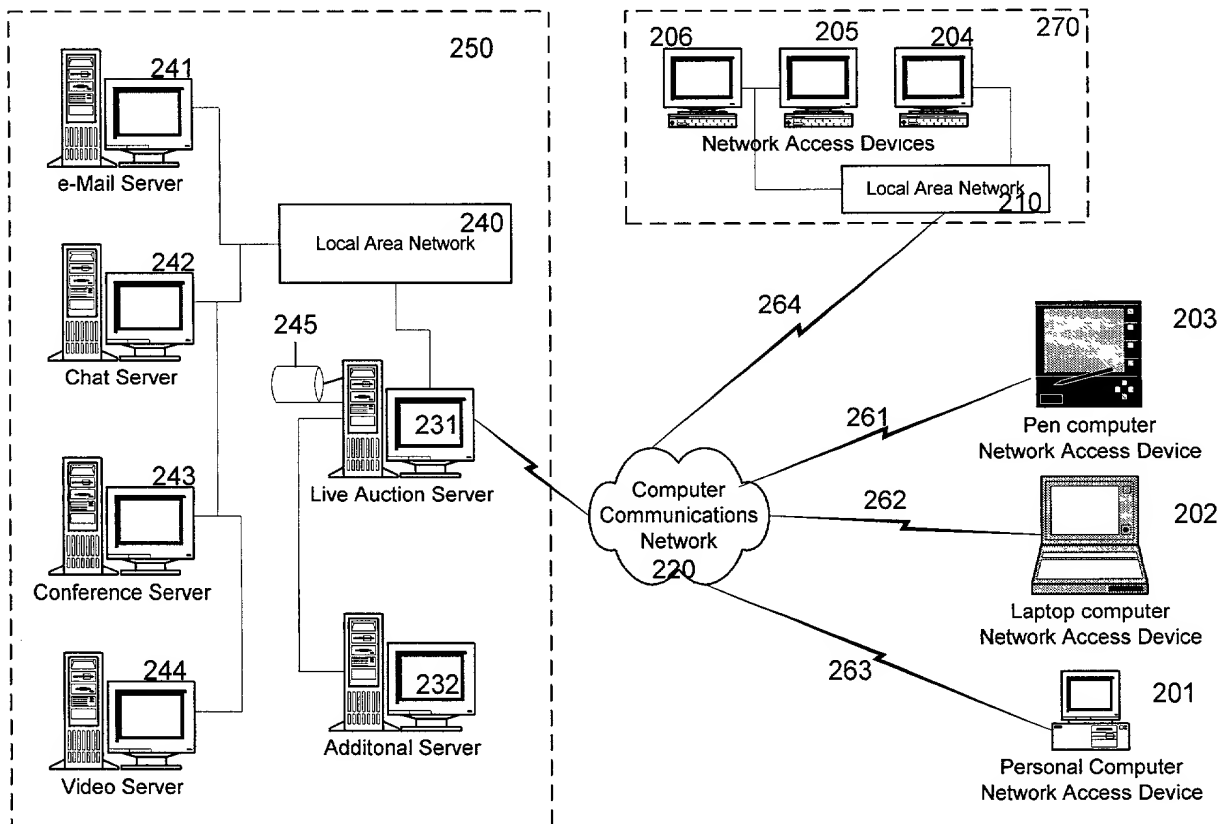 250
241
e-Mail Server
242
Chat Server
243
Conference Server
244
Video Server
240
Local Area Network
245
231
Live Auction Server
232
Additonal Server
206
205
204
270
Network Access Devices
Local Area Network
210
264
261
262
263
Computer
Communications
Network
220
203
Pen computer
Network Access Device
202
Laptop computer
Network Access Device
201
Personal Computer
Network Access Device